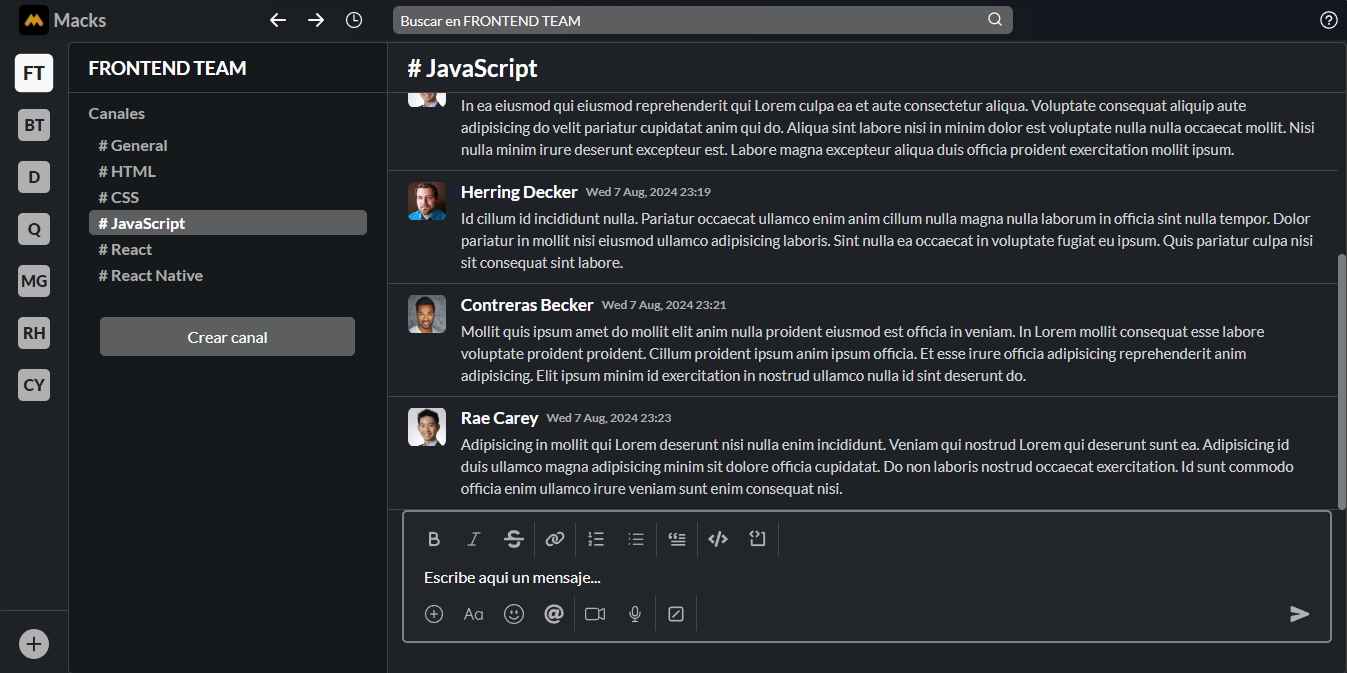 Macks
Buscar en FRONTEND TEAM
FT
BT
D
Q
MG
RH
CY
FRONTEND TEAM
Canales
# General
# HTML
# CSS
# JavaScript
# React
# React Native
Crear canal
# JavaScript
In ea eiusmod qui eiusmod reprehenderit qui Lorem culpa ea et aute consectetur aliqua. Voluptate consequat aliquip aute
adipisicing do velit pariatur cupidatat anim qui do. Aliqua sint labore nisi in minim dolor est voluptate nulla nulla occaecat mollit. Nisi
nulla minim irure deserunt excepteur est. Labore magna excepteur aliqua duis officia proident exercitation mollit ipsum.
Herring Decker Wed 7 Aug, 2024 23:19
Id cillum id incididunt nulla. Pariatur occaecat ullamco enim anim cillum nulla magna nulla laborum in officia sint nulla tempor. Dolor
pariatur in mollit nisi eiusmod ullamco adipisicing laboris. Sint nulla ea occaecat in voluptate fugiat eu ipsum. Quis pariatur culpa nisi
sit consequat sint labore.
Contreras Becker Wed 7 Aug, 2024 23:21
Mollit quis ipsum amet do mollit elit anim nulla proident eiusmod est officia in veniam. In Lorem mollit consequat esse labore
voluptate proident proident. Cillum proident ipsum anim ipsum officia. Et esse irure officia adipisicing reprehenderit anim
adipisicing. Elit ipsum minim id exercitation in nostrud ullamco nulla id sint deserunt do.
Rae Carey Wed 7 Aug, 2024 23:23
Adipisicing in mollit qui Lorem deserunt nisi nulla enim incididunt. Veniam qui nostrud Lorem qui deserunt sunt ea. Adipisicing id
duis ullamco magna adipisicing minim sit dolore officia cupidatat. Do non laboris nostrud occaecat exercitation. Id sunt commodo
officia enim ullamco irure veniam sunt enim consequat nisi.
Escribe aqui un mensaje...
Aa